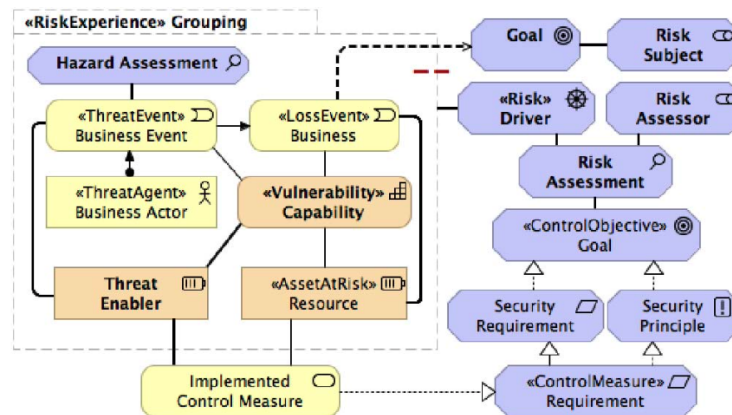 «RiskExperience» Grouping
Hazard Assessment
«ThreatEvent»
Business Event
«LossEvent»
Business
«ThreatAgent»
Business Actor
«Vulnerability»
Capability
Threat
Enabler
«AssetAtRisk»
Resource
Implemented
Control Measure
Goal
Risk
Subject
«Risk»
Driver
Risk
Assessor
Risk
Assessment
«ControlObjective»
Goal
Security
Requirement
Security
Principle
«ControlMeasure»
Requirement